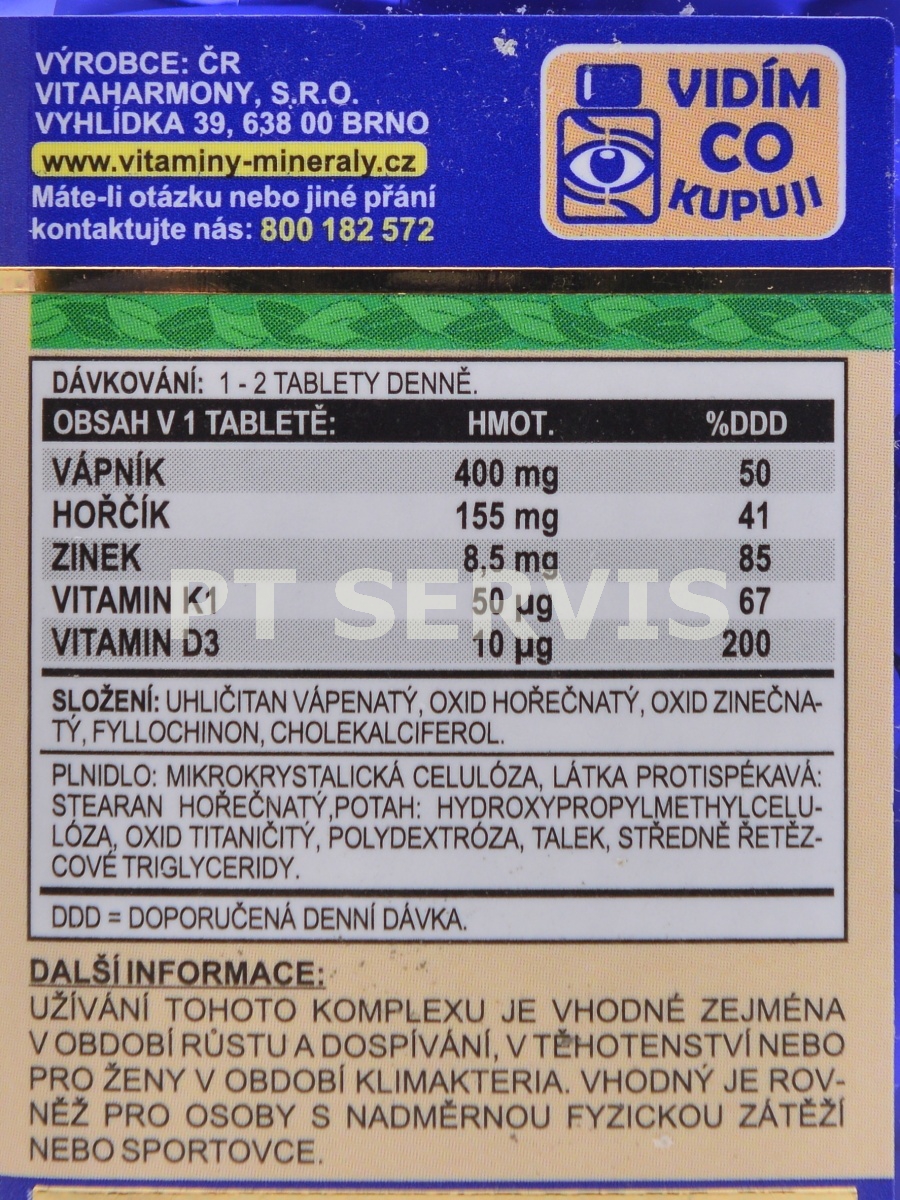 VÝROBCE: ČR
VITAHARMONY, S.R.O.
VYHLÍDKA 39, 638 00 BRNO
www.vitaminy-mineraly.cz
Máte-li otázku nebo jiné přání
kontaktujte nás: 800 182 572
VIDÍM
CO
KUPUJI
DÁVKOVÁNÍ: 1 - 2 TABLETY DENNĚ.
OBSAH V 1 TABLETĚ: HMOT. %DDD
VÁPNÍK 400 mg 50
HOŘČÍK 155 mg 41
ZINEK 8,5 mg 85
VITAMIN K1 50 µg 67
VITAMIN D3 10 µg 200
PT SERVIS
SLOŽENÍ: UHLIČITAN VÁPENATÝ, OXID HOŘEČNATÝ, OXID ZINEČNA-
TÝ, FYLLOCHINON, CHOLEKALCIFEROL.
PLNIDLO: MIKROKRYSTALICKÁ CELULÓZA, LÁTKA PROTISPÉKAVÁ:
STEARAN HOŘEČNATÝ,POTAH: HYDROXYPROPYLMETHYLCELU-
LÓZA, OXID TITANIČITÝ, POLYDEXTRÓZA, TALEK, STŘEDNĚ ŘETĚZ-
COVÉ TRIGLYCERIDY.
DDD = DOPORUČENÁ DENNÍ DÁVKA.
DALŠÍ INFORMACE:
UŽÍVÁNÍ TOHOTO KOMPLEXU JE VHODNÉ ZEJMÉNA
V OBDOBÍ RŮSTU A DOSPÍVÁNÍ, V TĚHOTENSTVÍ NEBO
PRO ŽENY V OBDOBÍ KLIMAKTERIA. VHODNÝ JE ROV-
NĚŽ PRO OSOBY S NADMĚRNOU FYZICKOU ZÁTĚŽÍ
NEBO SPORTOVCE.